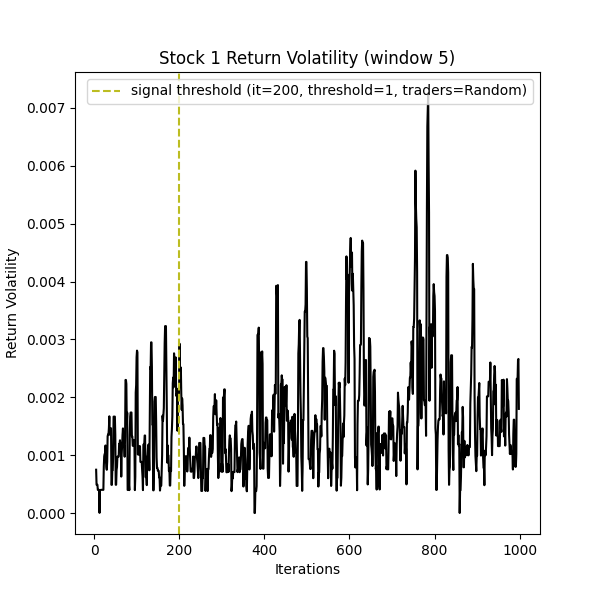 Stock 1 Return Volatility (window 5)
signal threshold (it=200, threshold=1, traders=Random)
0.007
0.006
0.005
0.004
0.003
0.002
0.001
0.000
Return Volatility
0 200 400 600 800 1000
Iterations